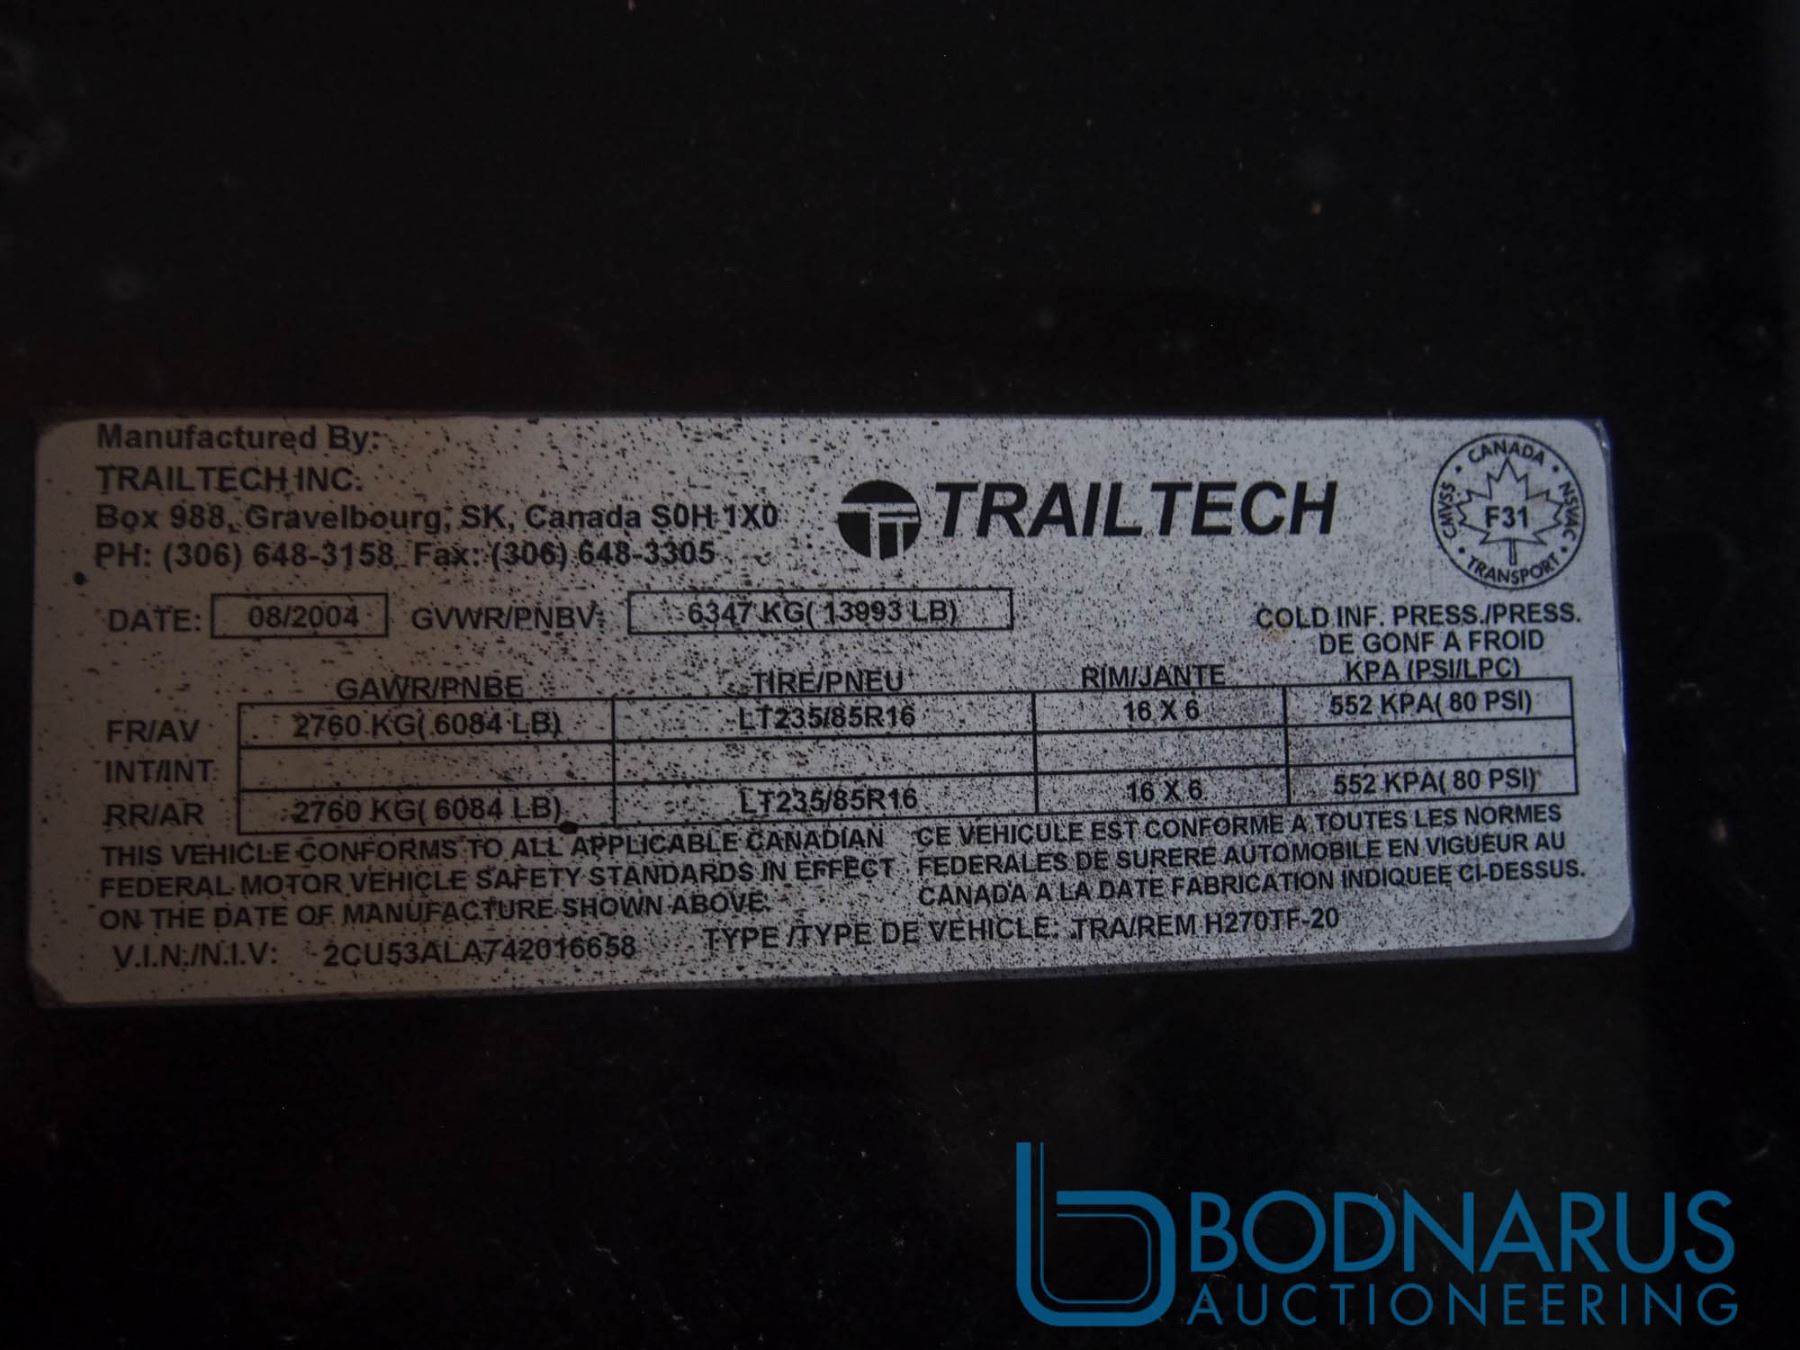 Manufactured By:
TRAILTECH INC.
Box 988, Gravelbourg, SK, Canada S0H 1X0
PH: (306) 648-3158 Fax: (306) 648-3305
TRAILTECH
CANADA
CMVSS NSVAC
F31
TRANSPORT
DATE: 08/2004 GVWR/PNBV: 6347 KG( 13993 LB)
COLD INF. PRESS./PRESS.
DE GONF A FROID
KPA (PSI/LPC)
GAWR/PNBE TIRE/PNEU RIM/JANTE
FR/AV 2760 KG( 6084 LB) LT235/85R16 16 X 6 552 KPA( 80 PSI)
INT/INT
RR/AR 2760 KG( 6084 LB) LT235/85R16 16 X 6 552 KPA( 80 PSI)
THIS VEHICLE CONFORMS TO ALL APPLICABLE CANADIAN
FEDERAL MOTOR VEHICLE SAFETY STANDARDS IN EFFECT
ON THE DATE OF MANUFACTURE SHOWN ABOVE.
CE VEHICULE EST CONFORME A TOUTES LES NORMES
FEDERALES DE SURERE AUTOMOBILE EN VIGUEUR AU
CANADA A LA DATE FABRICATION INDIQUEE CI-DESSUS.
V.I.N./N.I.V: 2CU53ALA742016658 TYPE /TYPE DE VEHICLE: TRA/REM H270TF-20
BODNARUS
AUCTIONEERING